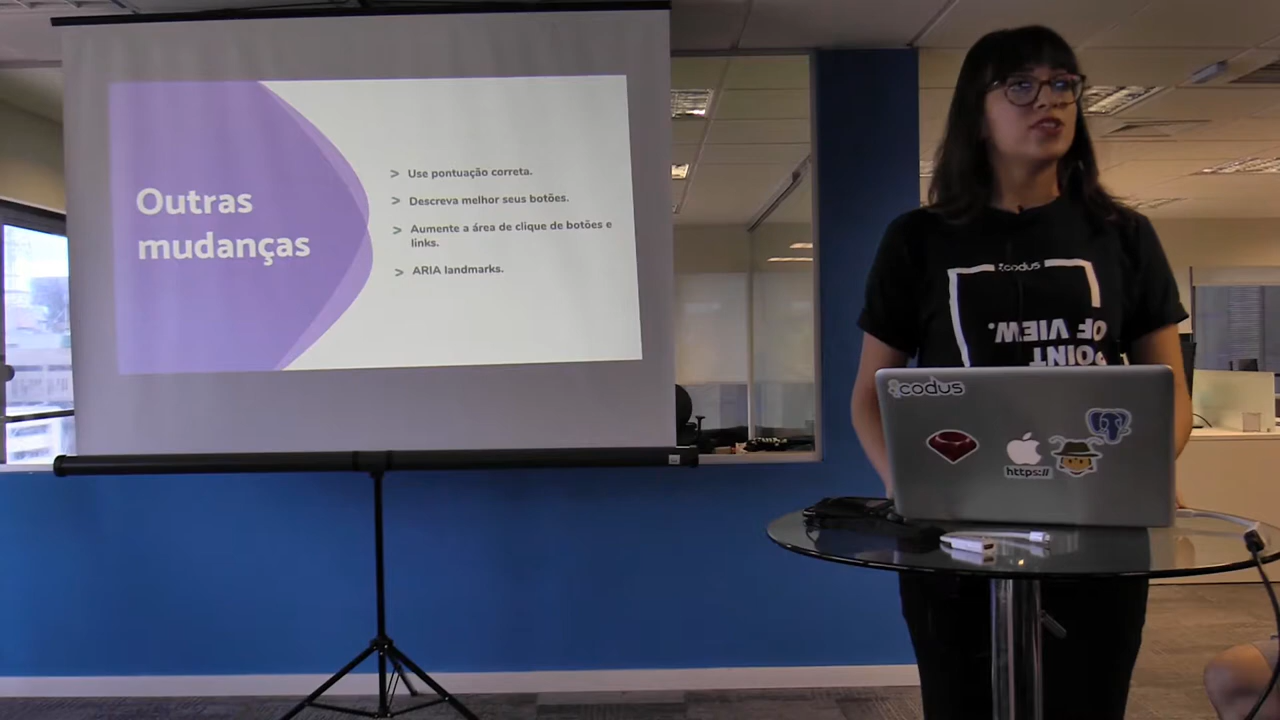 Outras
mudanças
> Use pontuação correta.
> Descreva melhor seus botões.
> Aumente a área de clique de botões e
links.
> ARIA landmarks.
codus
OF VIEW.
POINT
codus
https://